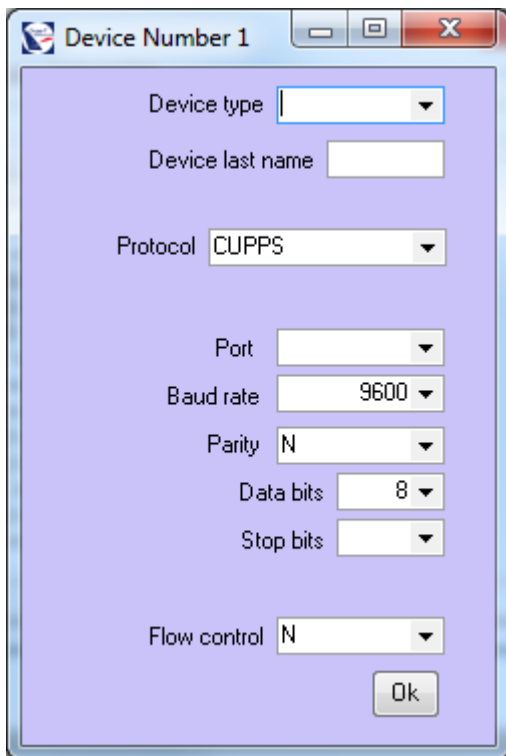 Device Number 1
Device type
Device last name
Protocol CUPPS
Port
Baud rate 9600
Parity N
Data bits 8
Stop bits
Flow control N
Ok